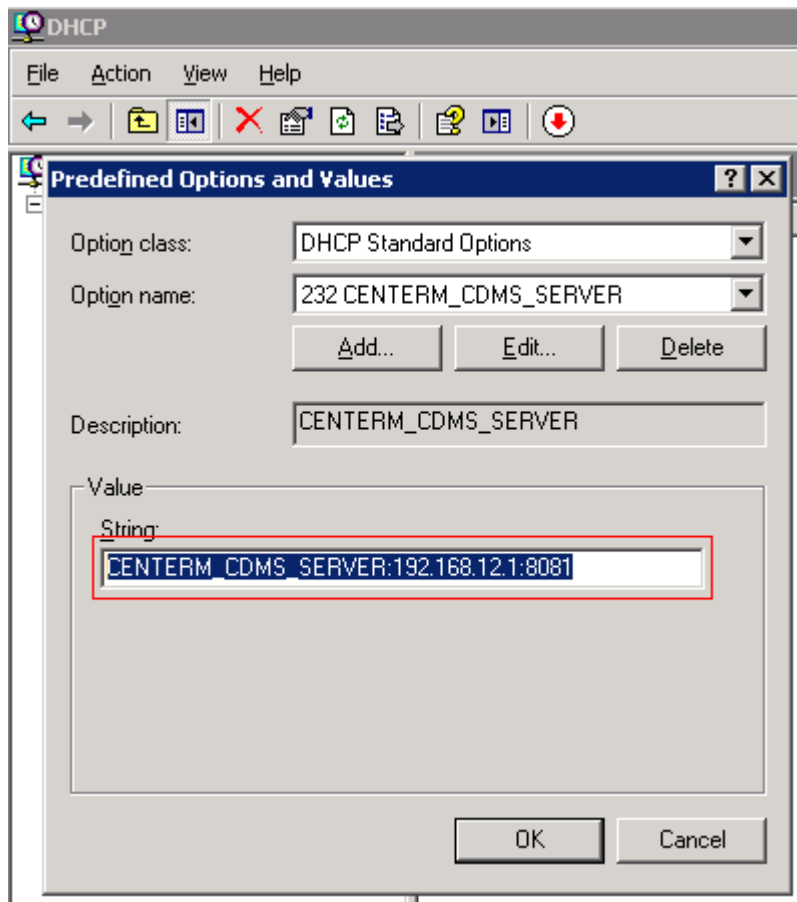 DHCP
File Action View Help
Predefined Options and Values
Option class: DHCP Standard Options
Option name: 232 CENTERM_CDMS_SERVER
Add... Edit... Delete
Description: CENTERM_CDMS_SERVER
Value
String:
CENTERM_CDMS_SERVER:192.168.12.1:8081
OK Cancel